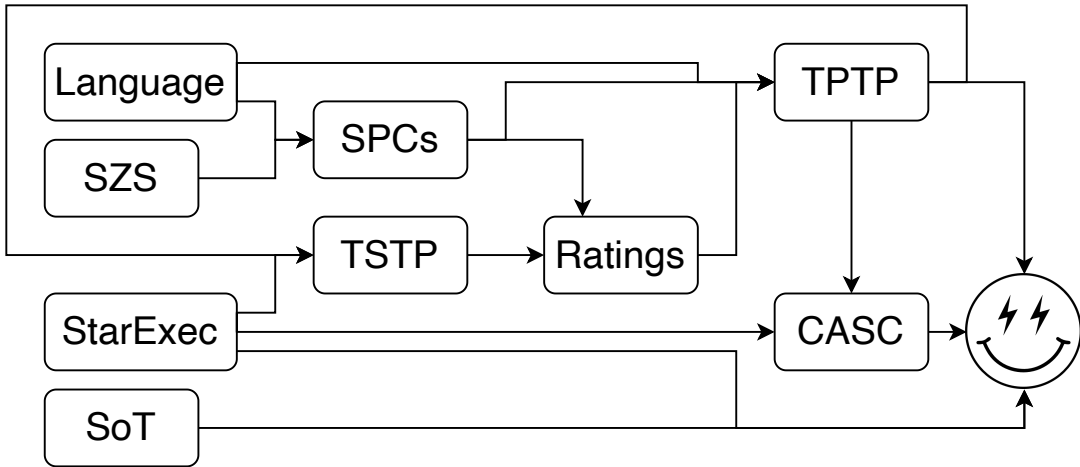 Language
TPTP
SPCs
SZS
TSTP
Ratings
StarExec
CASC
SoT